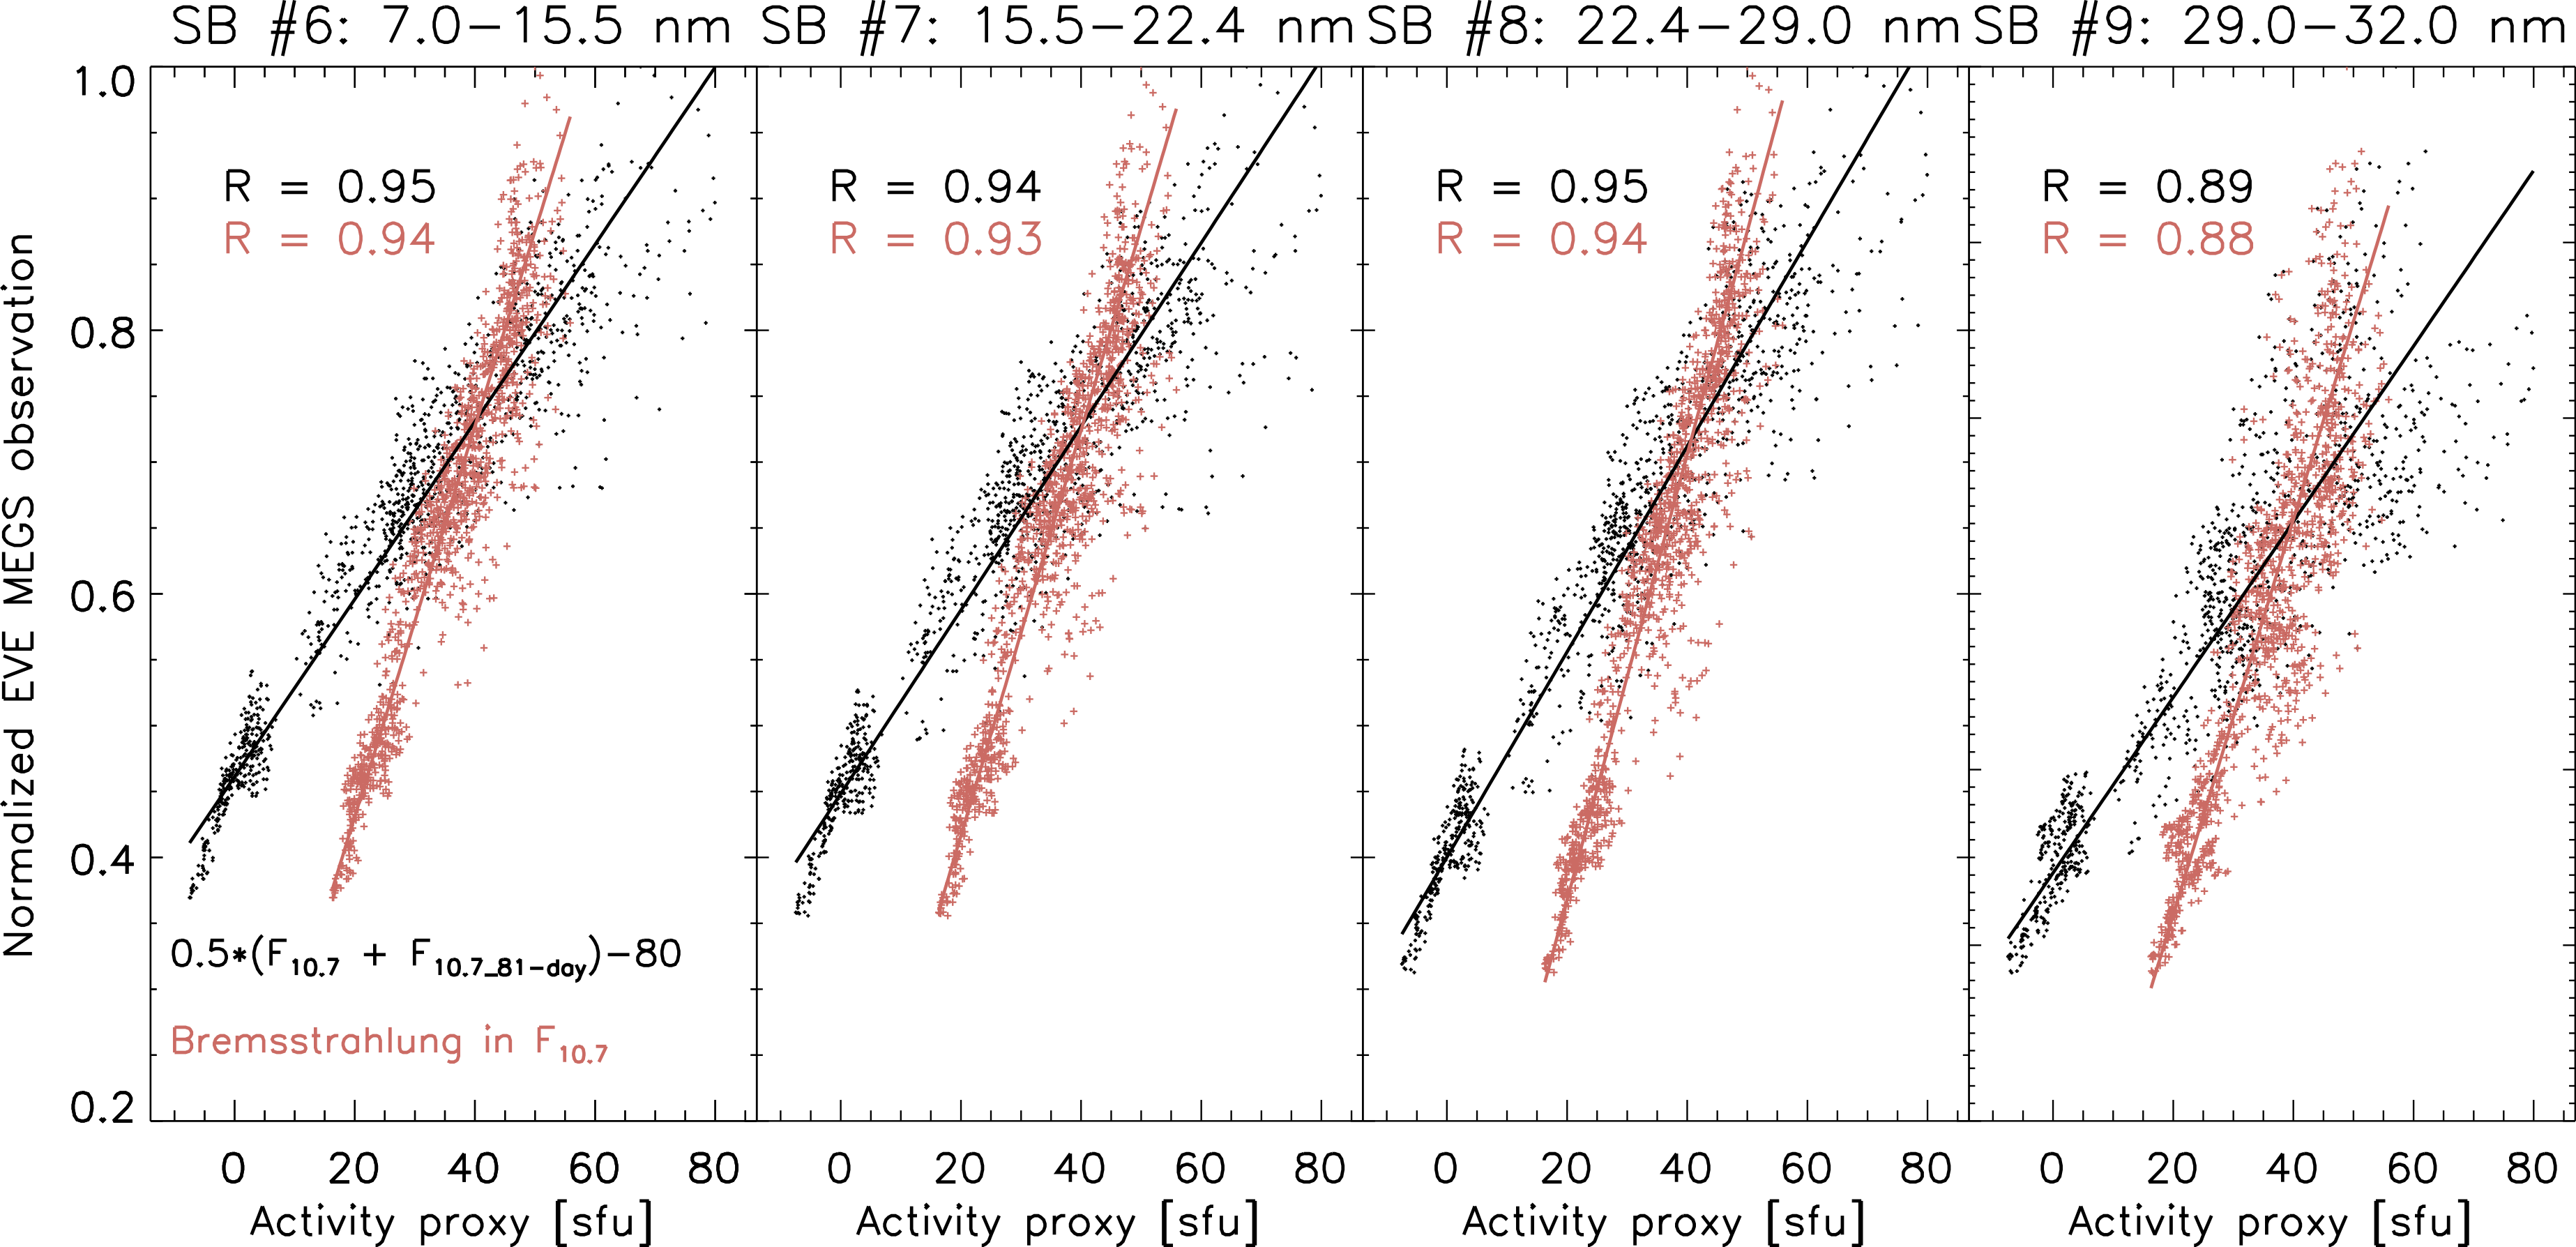 SB #6: 7.0−15.5 nm SB #7: 15.5−22.4 nm SB #8: 22.4−29.0 nm SB #9: 29.0−32.0 nm
Normalized EVE MEGS observation
1.0
0.8
0.6
0.4
0.2
R = 0.95
R = 0.94
0.5*(F10.7 + F10.7_81−day)−80
Bremsstrahlung in F10.7
R = 0.94
R = 0.93
R = 0.95
R = 0.94
R = 0.89
R = 0.88
0 20 40 60 80 0 20 40 60 80 0 20 40 60 80 0 20 40 60 80
Activity proxy [sfu] Activity proxy [sfu] Activity proxy [sfu] Activity proxy [sfu]